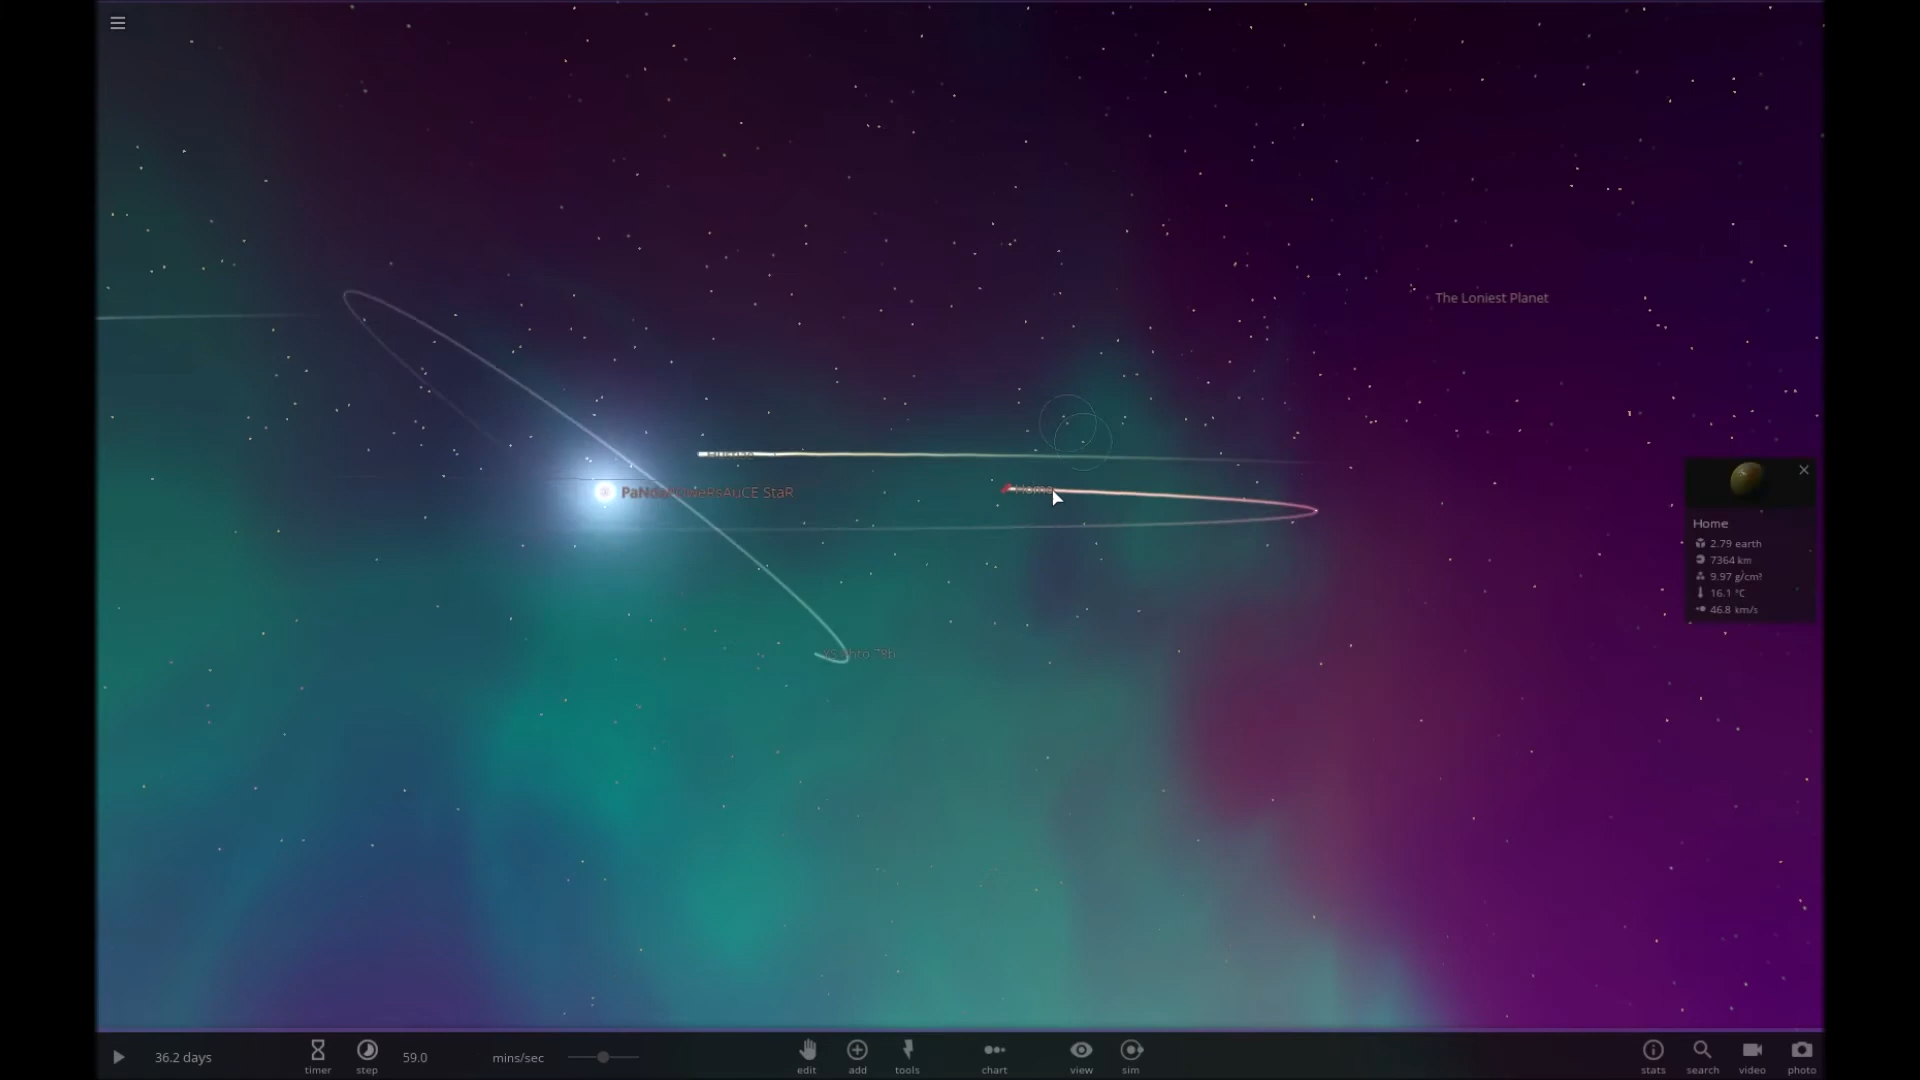 The Loniest Planet
PaNdaPOweRsAuCE StaR
Home
Home
2.79 earth
7364 km
9.97 g/cm³
16.1 °C
46.8 km/s
36.2 days
timer
step
59.0
mins/sec
edit
add
tools
chart
view
sim
stats
search
video
photo